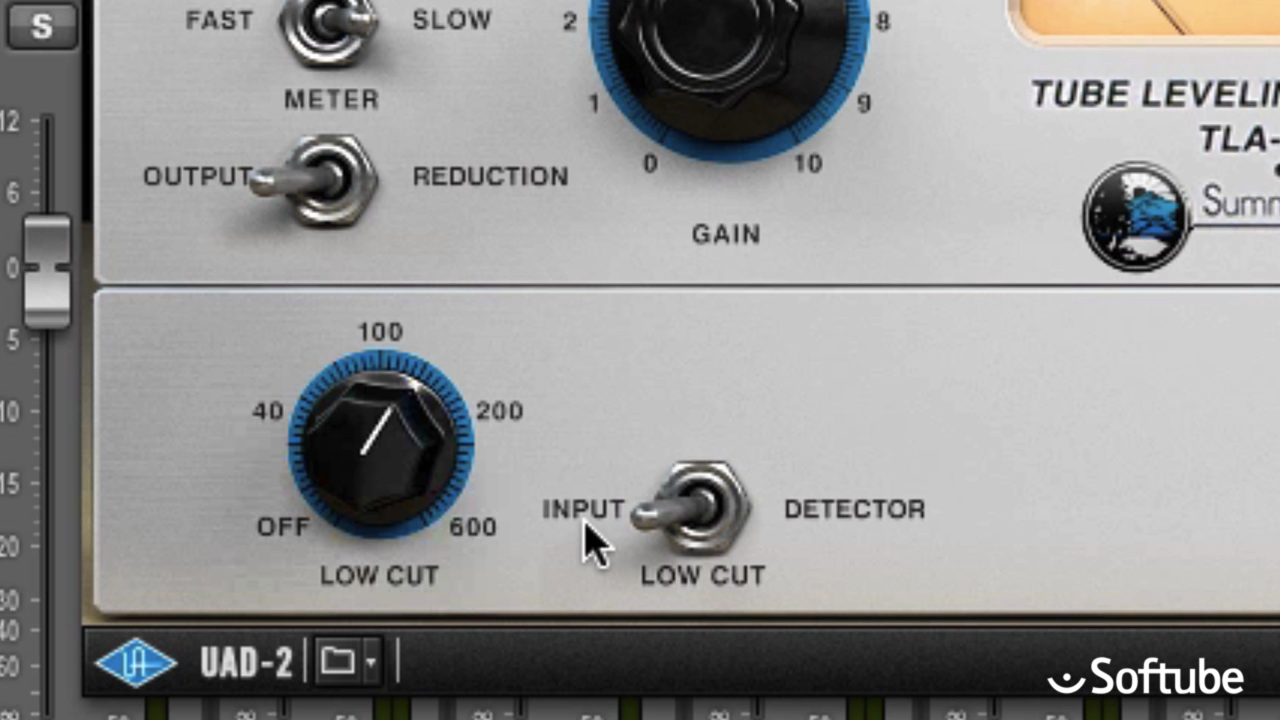 S
FAST SLOW
METER
OUTPUT REDUCTION
2 8
1 9
0 10
GAIN
TUBE LEVELIN
TLA-
Summ
12
6
0
5
10
15
20
30
40
60
100
40 200
OFF 600
LOW CUT
INPUT DETECTOR
LOW CUT
UAD-2
Softube